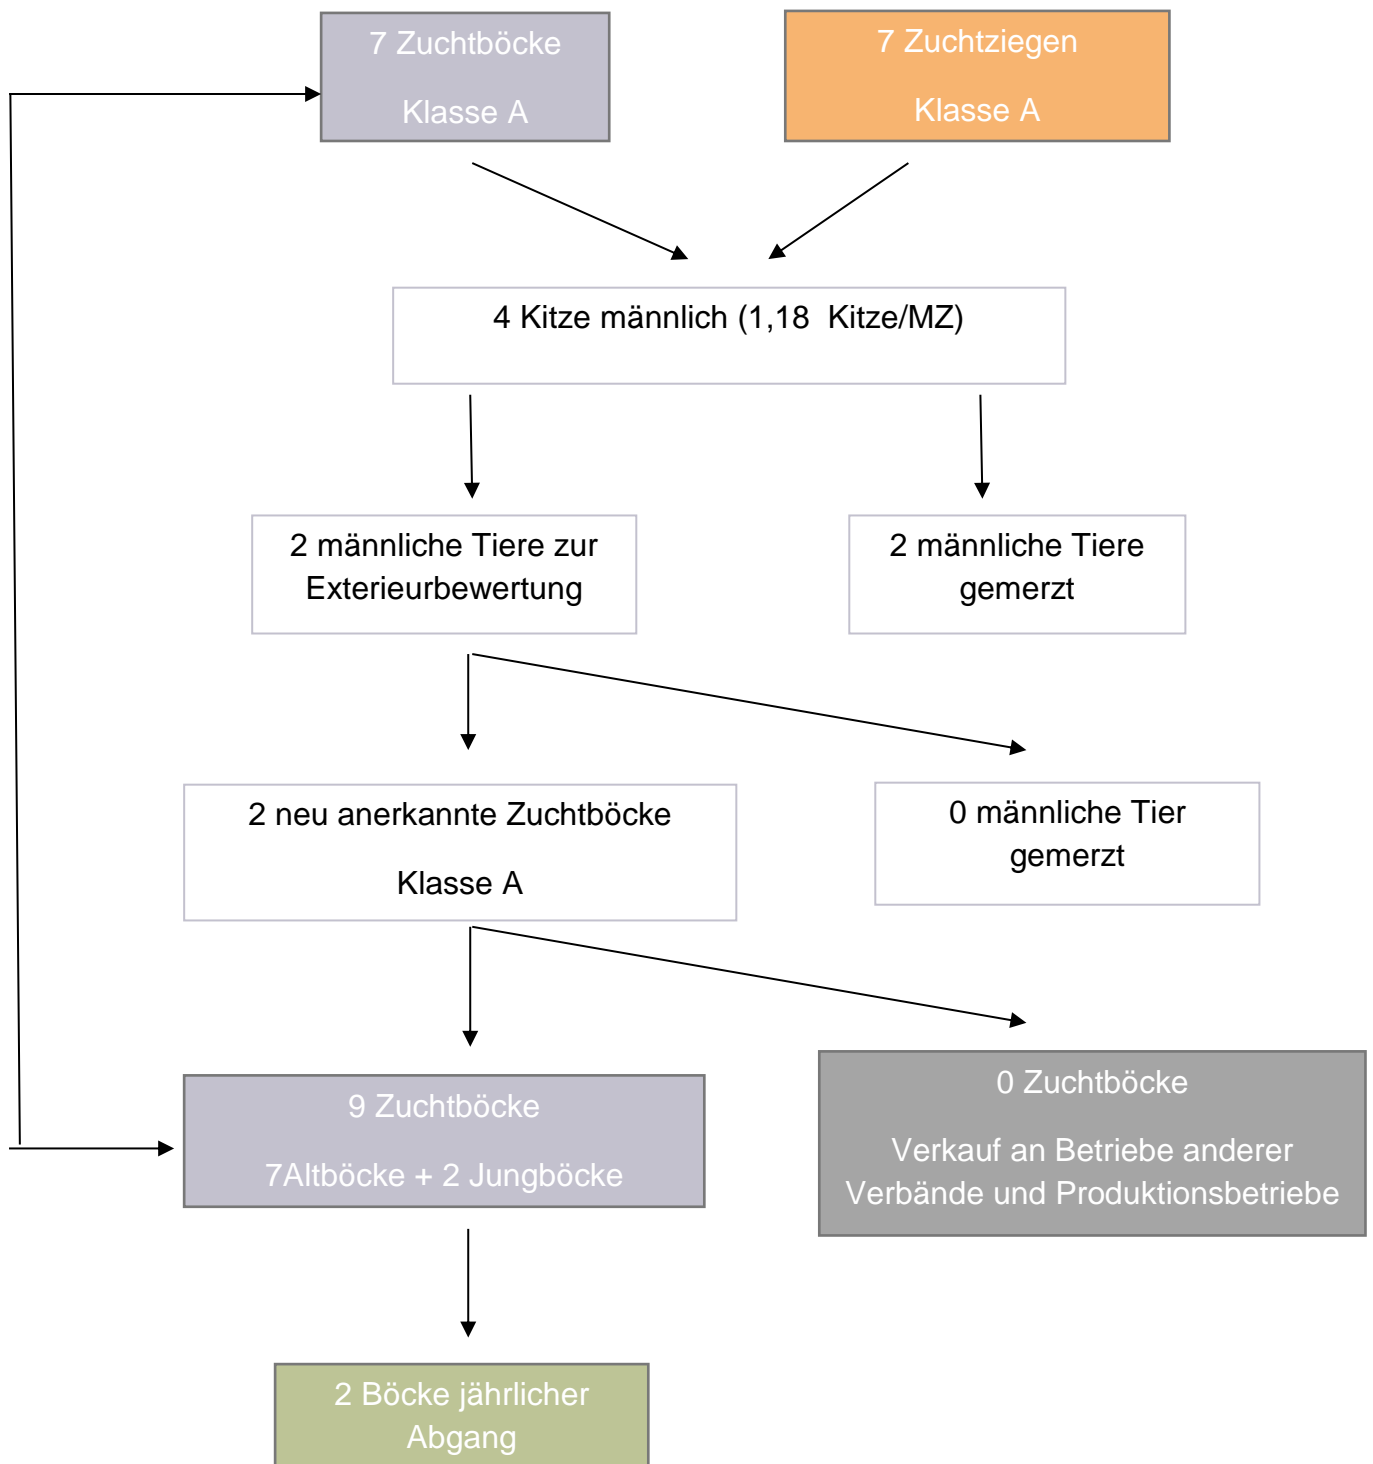 7 Zuchtböcke
Klasse A
7 Zuchtziegen
Klasse A
4 Kitze männlich (1,18  Kitze/MZ)
2 männliche Tiere zur
Exterieurbewertung
2 männliche Tiere
gemerzt
2 neu anerkannte Zuchtböcke
Klasse A
0 männliche Tier
gemerzt
9 Zuchtböcke
7Altböcke + 2 Jungböcke
0 Zuchtböcke
Verkauf an Betriebe anderer
Verbände und Produktionsbetriebe
2 Böcke jährlicher
Abgang